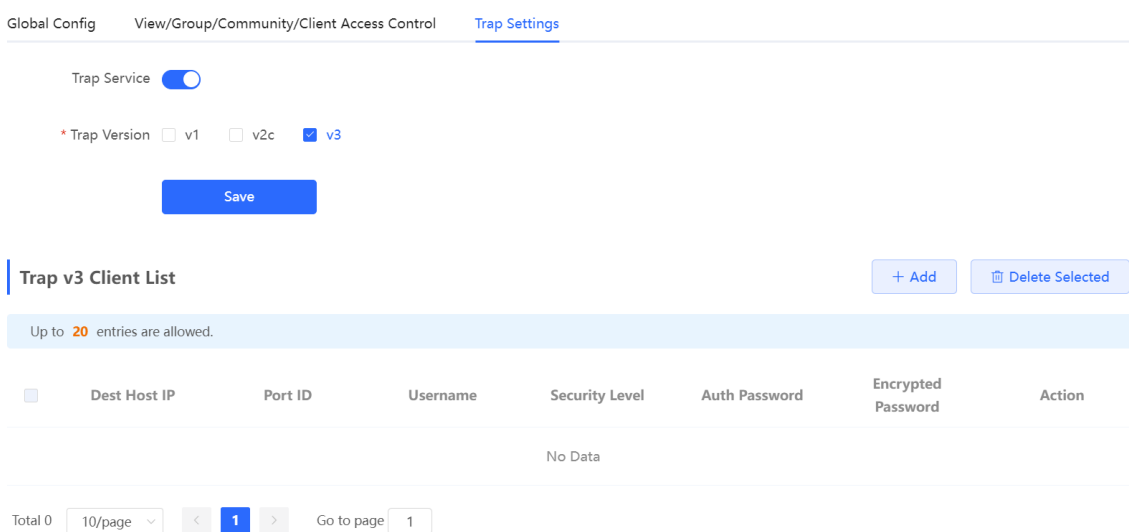 Global Config View/Group/Community/Client Access Control Trap Settings
Trap Service
* Trap Version v1 v2c v3
Save
Trap v3 Client List + Add Delete Selected
Up to 20 entries are allowed.
Dest Host IP Port ID Username Security Level Auth Password Encrypted Password Action
No Data
Total 0 10/page < 1 > Go to page 1